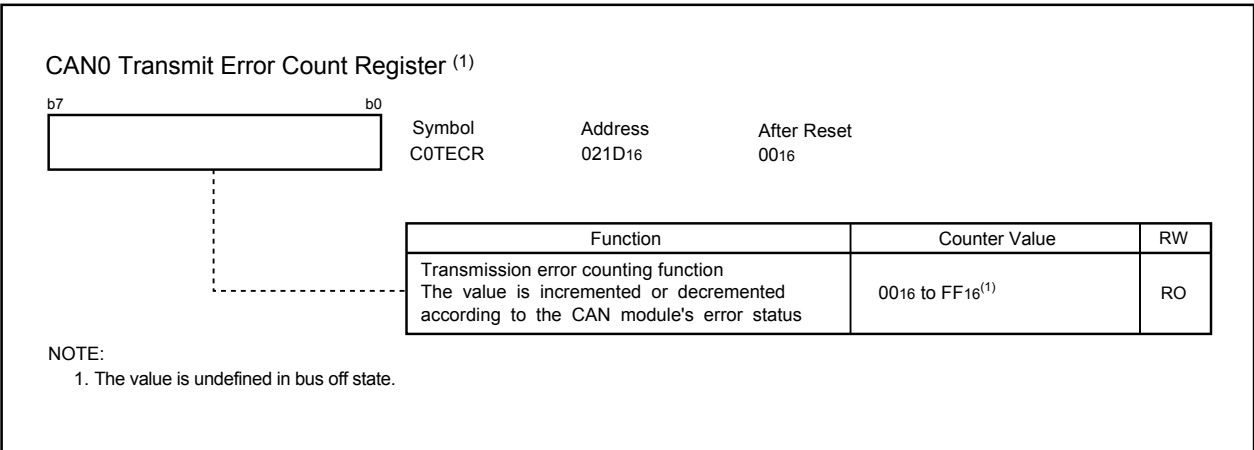 CAN0 Transmit Error Count Register (1)
b7 b0
Symbol Address After Reset
C0TECR 021D16 0016
Function Counter Value RW
Transmission error counting function
The value is incremented or decremented
according to the CAN module's error status
0016 to FF16(1)
RO
NOTE:
1. The value is undefined in bus off state.